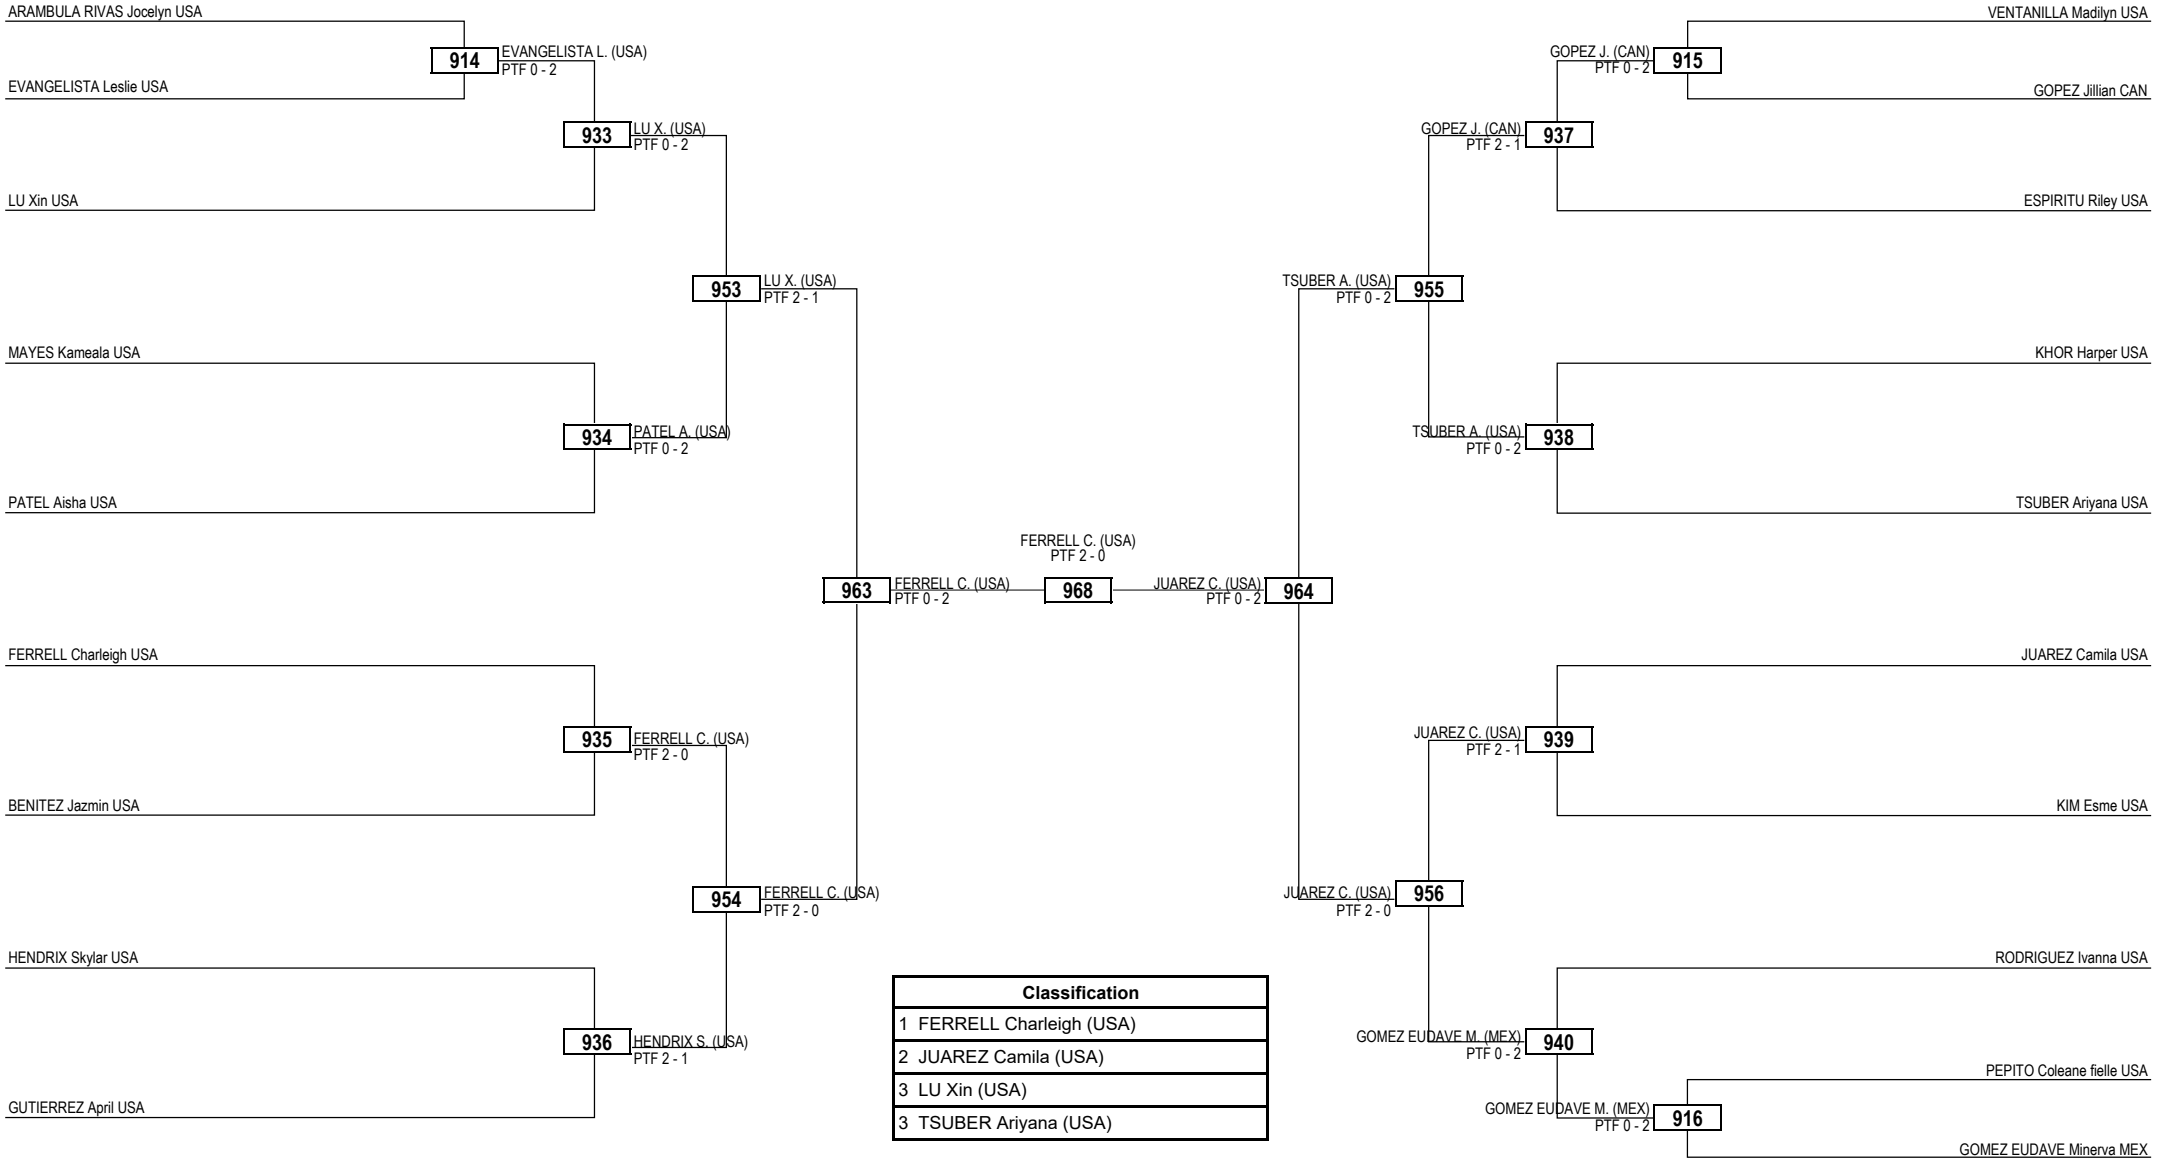 ARAMBULA RIVAS Jocelyn USA
914
EVANGELISTA L. (USA)
PTF 0 - 2
EVANGELISTA Leslie USA
933
LU X. (USA)
PTF 0 - 2
LU Xin USA
953
LU X. (USA)
PTF 2 - 1
MAYES Kameala USA
934
PATEL A. (USA)
PTF 0 - 2
PATEL Aisha USA
963
FERRELL C. (USA)
PTF 0 - 2
FERRELL Charleigh USA
935
FERRELL C. (USA)
PTF 2 - 0
BENITEZ Jazmin USA
954
FERRELL C. (USA)
PTF 2 - 0
HENDRIX Skylar USA
936
HENDRIX S. (USA)
PTF 2 - 1
GUTIERREZ April USA
FERRELL C. (USA)
PTF 2 - 0
968
VENTANILLA Madilyn USA
GOPEZ J. (CAN)
PTF 0 - 2
915
GOPEZ Jillian CAN
GOPEZ J. (CAN)
PTF 2 - 1
937
ESPIRITU Riley USA
TSUBER A. (USA)
PTF 0 - 2
955
KHOR Harper USA
TSUBER A. (USA)
PTF 0 - 2
938
TSUBER Ariyana USA
JUAREZ C. (USA)
PTF 0 - 2
964
JUAREZ Camila USA
JUAREZ C. (USA)
PTF 2 - 1
939
KIM Esme USA
JUAREZ C. (USA)
PTF 2 - 0
956
RODRIGUEZ Ivanna USA
GOMEZ EUDAVE M. (MEX)
PTF 0 - 2
940
PEPITO Coleane fielle USA
GOMEZ EUDAVE M. (MEX)
PTF 0 - 2
916
GOMEZ EUDAVE Minerva MEX
Classification
1 FERRELL Charleigh (USA)
2 JUAREZ Camila (USA)
3 LU Xin (USA)
3 TSUBER Ariyana (USA)